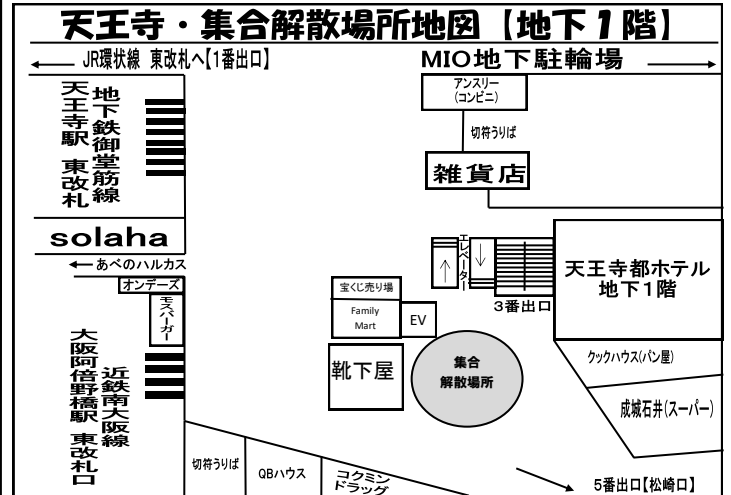 天王寺・集合解散場所地図【地下1階】
JR環状線 東改札へ【1番出口】
MIO地下駐輪場
アンスリー
(コンビニ)
切符うりば
雑貨店
地下鉄御堂筋線
天王寺駅 東改札
solaha
あべのハルカス
オンデーズ
モスバーガー
近鉄南大阪線
大阪阿倍野橋駅 東改札口
エレベーター
3番出口
天王寺都ホテル
地下1階
宝くじ売り場
Family
Mart
EV
靴下屋
集合
解散場所
クックハウス(パン屋)
成城石井(スーパー)
切符うりば
QBハウス
コクミン
ドラッグ
5番出口【松崎口】